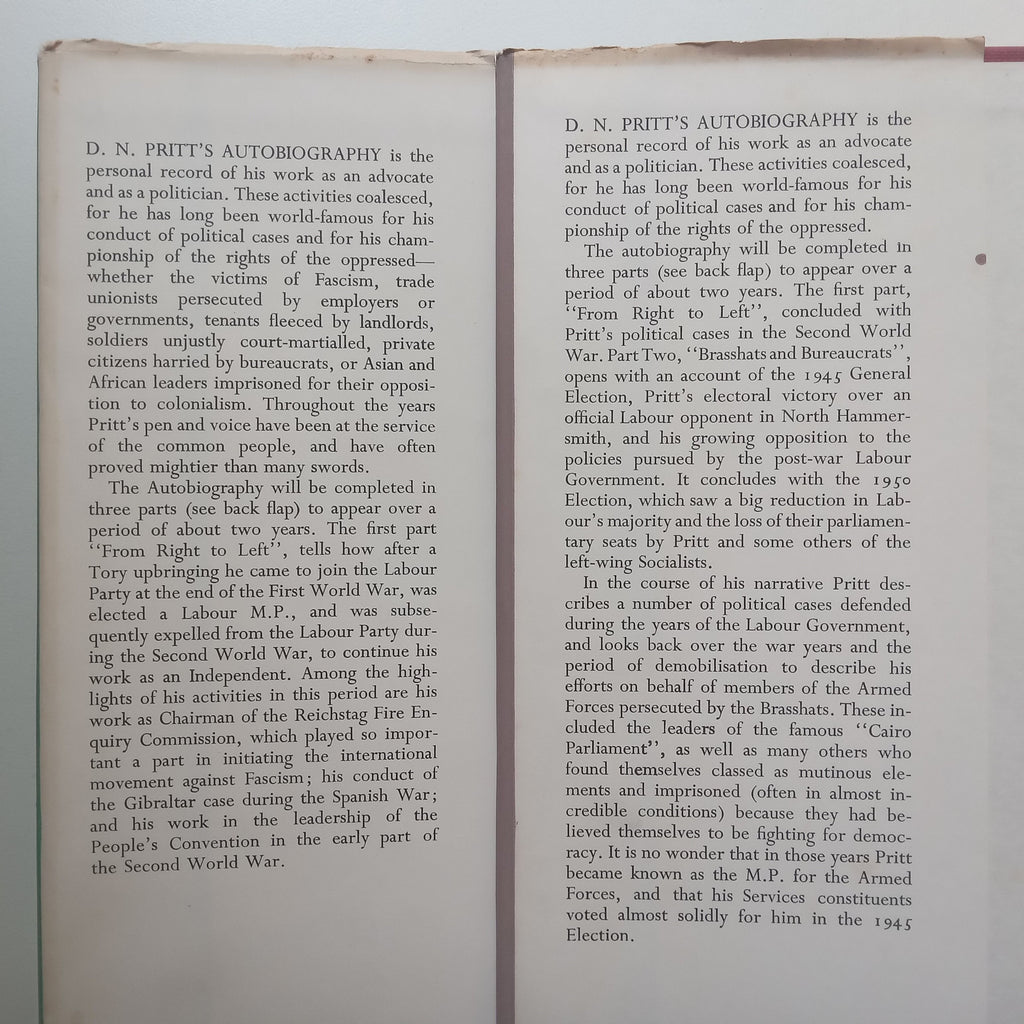 D. N. PRITT'S AUTOBIOGRAPHY is the
personal record of his work as an advocate
and as a politician. These activities coalesced,
for he has long been world-famous for his
conduct of political cases and for his cham-
pionship of the rights of the oppressed—
whether the victims of Fascism, trade
unionists persecuted by employers or
governments, tenants fleeced by landlords,
soldiers unjustly court-martialled, private
citizens harried by bureaucrats, or Asian and
African leaders imprisoned for their opposi-
tion to colonialism. Throughout the years
Pritt's pen and voice have been at the service
of the common people, and have often
proved mightier than many swords.
The Autobiography will be completed in
three parts (see back flap) to appear over a
period of about two years. The first part
“From Right to Left”, tells how after a
Tory upbringing he came to join the Labour
Party at the end of the First World War, was
elected a Labour M.P., and was subse-
quently expelled from the Labour Party dur-
ing the Second World War, to continue his
work as an Independent. Among the high-
lights of his activities in this period are his
work as Chairman of the Reichstag Fire En-
quiry Commission, which played so impor-
tant a part in initiating the international
movement against Fascism; his conduct of
the Gibraltar case during the Spanish War;
and his work in the leadership of the
People's Convention in the early part of
the Second World War.
D. N. PRITT'S AUTOBIOGRAPHY is the
personal record of his work as an advocate
and as a politician. These activities coalesced,
for he has long been world-famous for his
conduct of political cases and for his cham-
pionship of the rights of the oppressed.
The autobiography will be completed in
three parts (see back flap) to appear over a
period of about two years. The first part,
“From Right to Left”, concluded with
Pritt's political cases in the Second World
War. Part Two, “Brasshats and Bureaucrats”,
opens with an account of the 1945 General
Election, Pritt's electoral victory over an
official Labour opponent in North Hammer-
smith, and his growing opposition to the
policies pursued by the post-war Labour
Government. It concludes with the 1950
Election, which saw a big reduction in Lab-
our's majority and the loss of their parliamen-
tary seats by Pritt and some others of the
left-wing Socialists.
In the course of his narrative Pritt des-
cribes a number of political cases defended
during the years of the Labour Government,
and looks back over the war years and the
period of demobilisation to describe his
efforts on behalf of members of the Armed
Forces persecuted by the Brasshats. These in-
cluded the leaders of the famous “Cairo
Parliament”, as well as many others who
found themselves classed as mutinous ele-
ments and imprisoned (often in almost in-
credible conditions) because they had be-
lieved themselves to be fighting for democ-
racy. It is no wonder that in those years Pritt
became known as the M.P. for the Armed
Forces, and that his Services constituents
voted almost solidly for him in the 1945
Election.